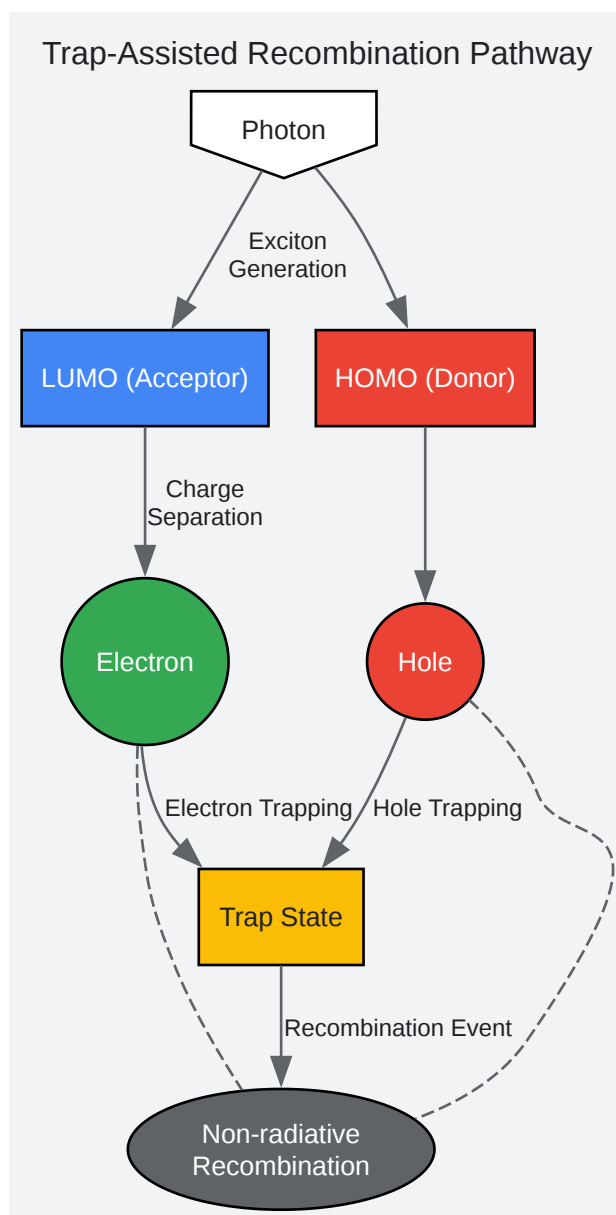 Trap-Assisted Recombination Pathway
Photon
Exciton
Generation
LUMO (Acceptor)
HOMO (Donor)
Charge
Separation
Electron
Hole
Electron Trapping
Hole Trapping
Trap State
Recombination Event
Non-radiative
Recombination